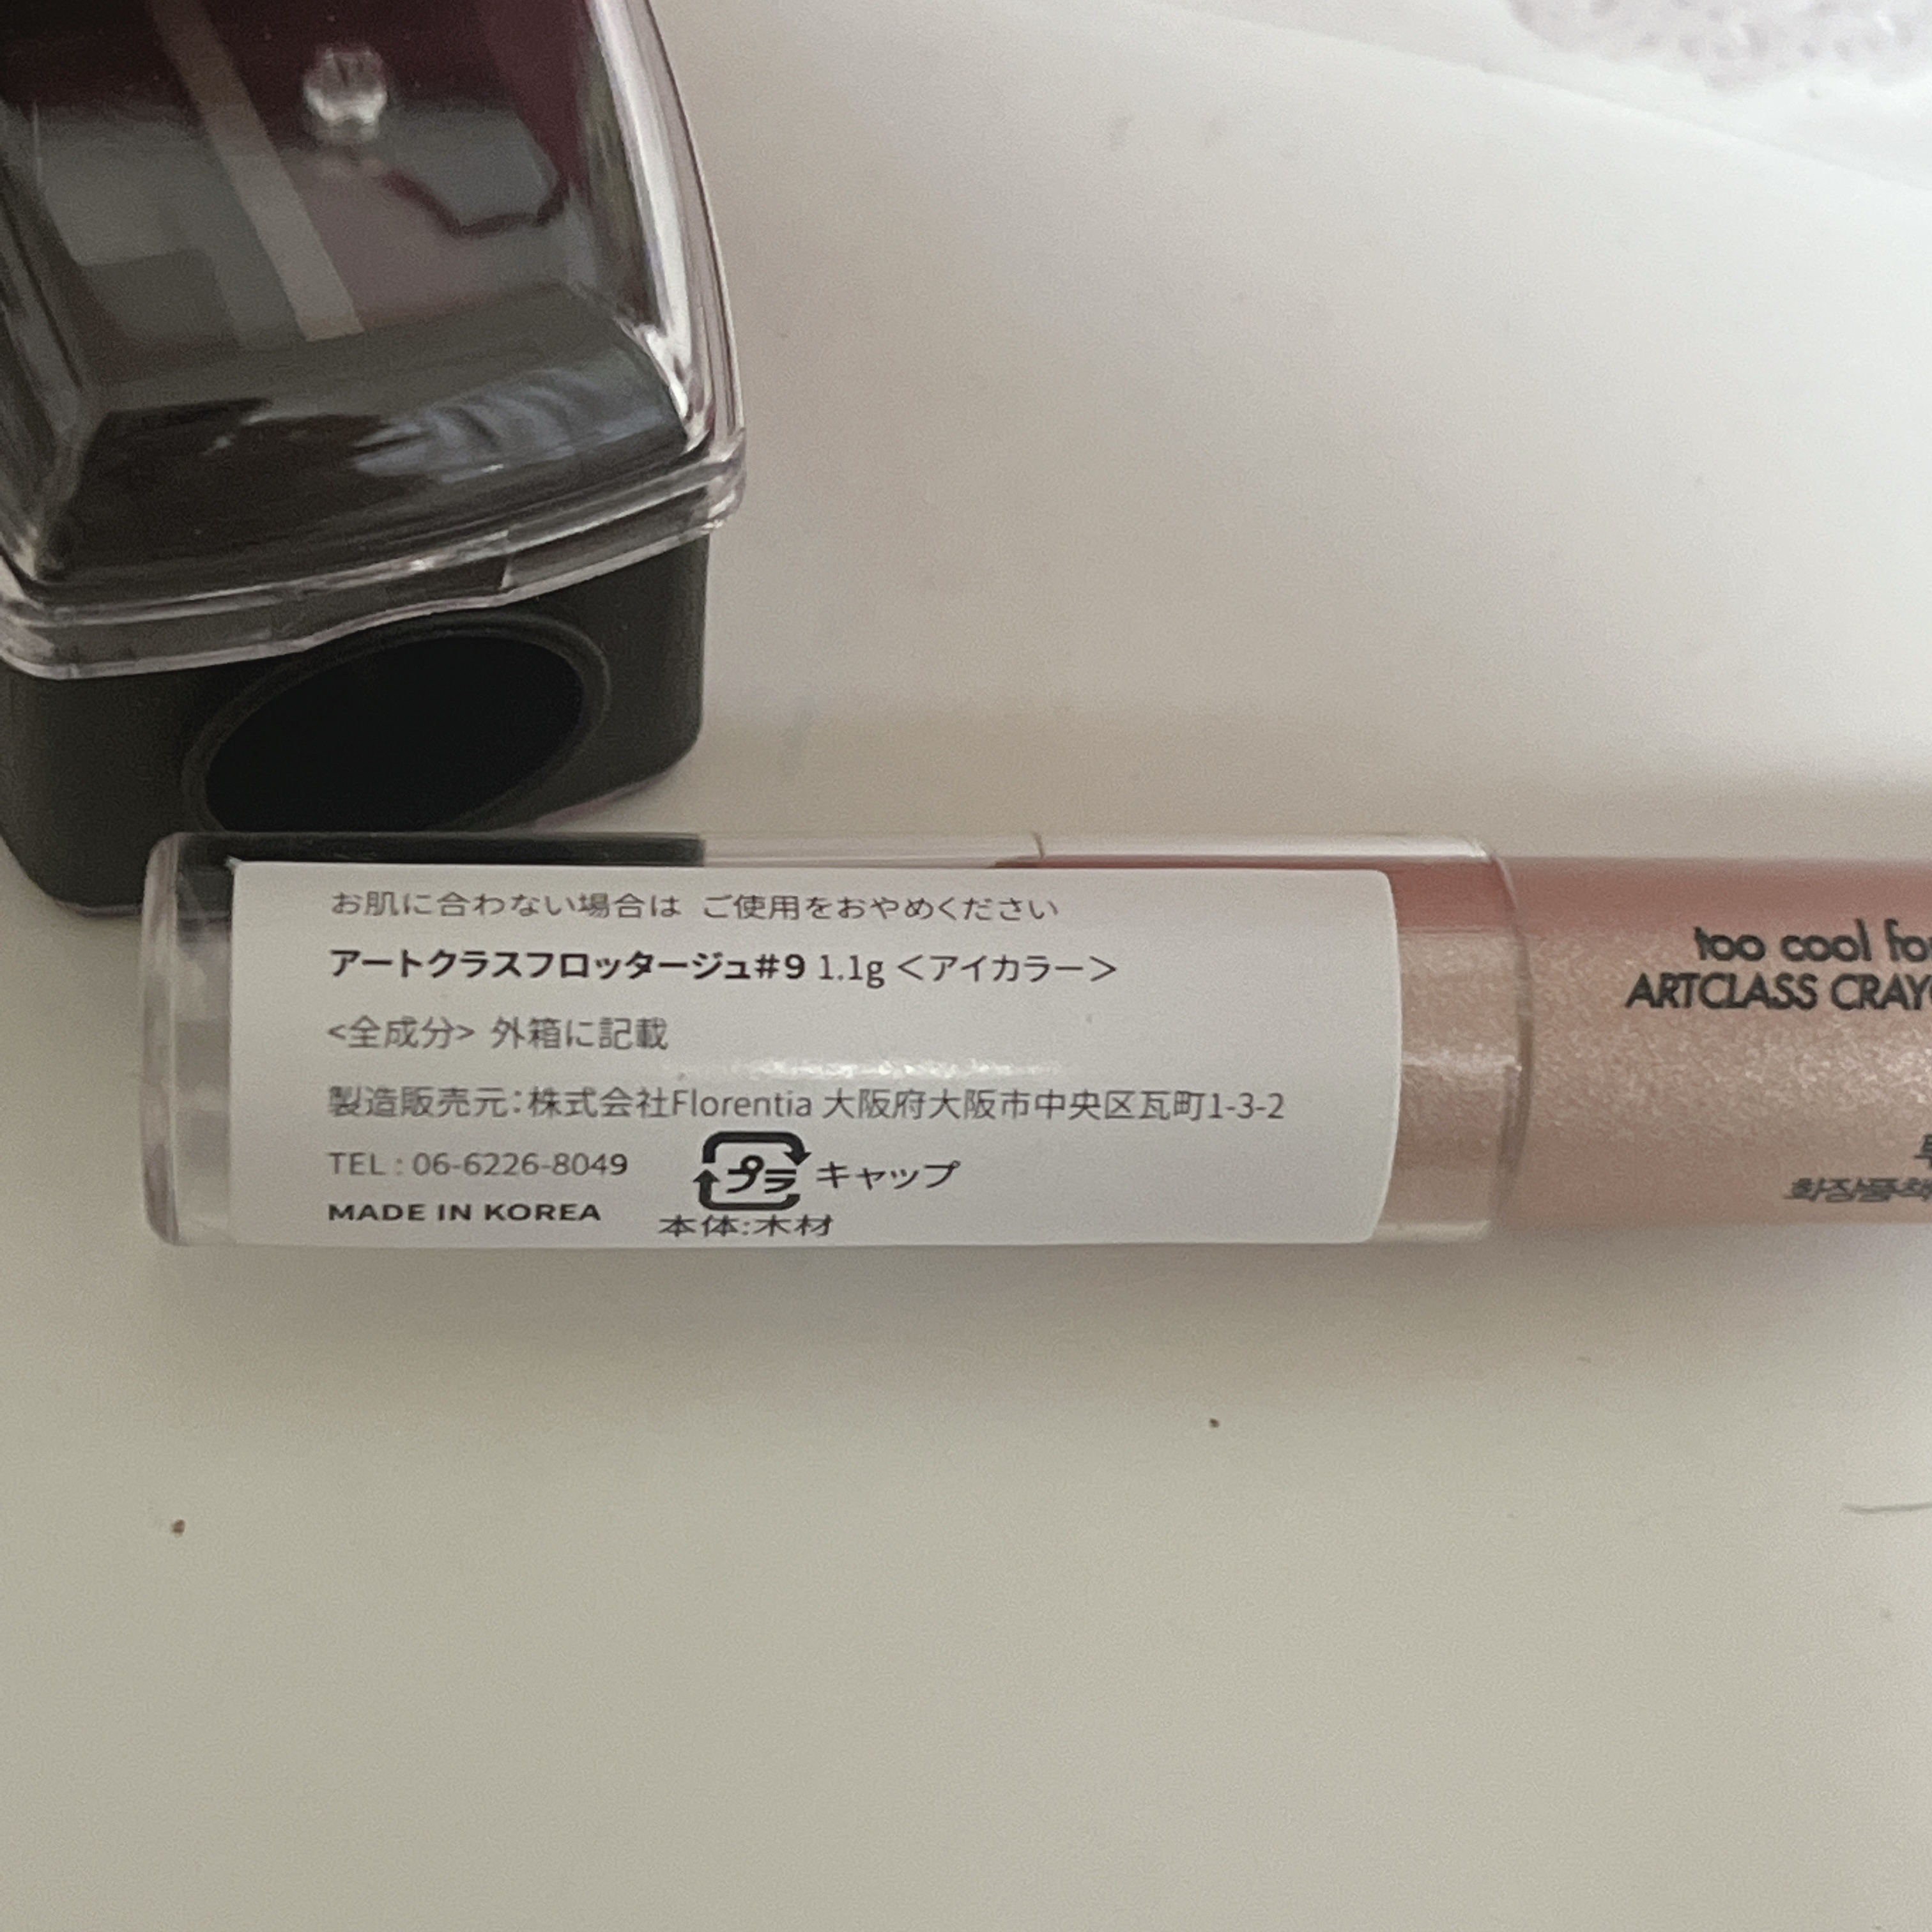 お肌に合わない場合は ご使用をおやめください
アートクラスフロッタージュ#9 1.1g <アイカラー>
<全成分> 外箱に記載
製造販売元:株式会社Florentia 大阪府大阪市中央区瓦町1-3-2
TEL : 06-6226-8049
プラ キャップ
MADE IN KOREA
本体:木材
too cool
ARTCLASS